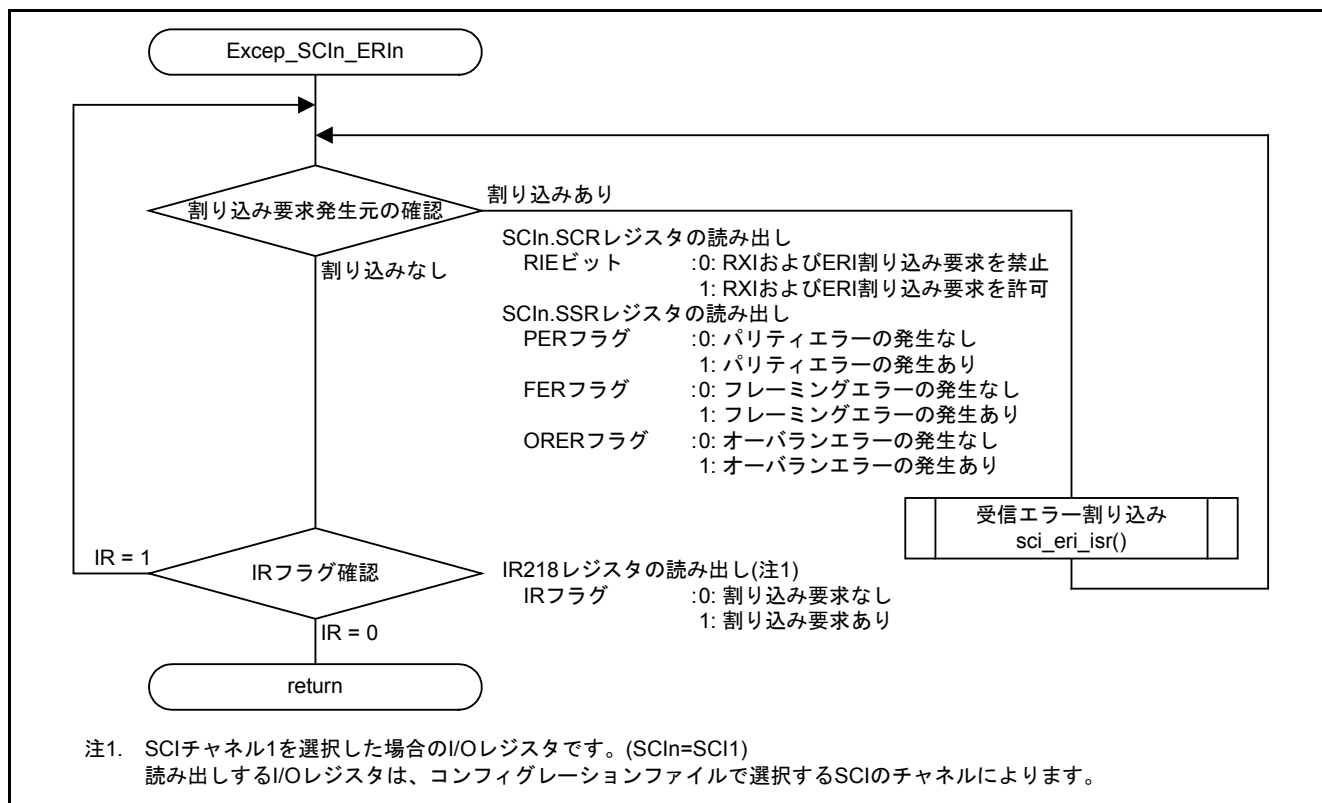 Excep_SCIn_ERIn
割り込み要求発生元の確認
割り込みあり
割り込みなし
SCIn.SCRレジスタの読み出し
RIEビット :0: RXIおよびERI割り込み要求を禁止
1: RXIおよびERI割り込み要求を許可
SCIn.SSRレジスタの読み出し
PERフラグ :0: パリティエラーの発生なし
1: パリティエラーの発生あり
FERフラグ :0: フレーミングエラーの発生なし
1: フレーミングエラーの発生あり
ORERフラグ :0: オーバランエラーの発生なし
1: オーバランエラーの発生あり
受信エラー割り込み
sci_eri_isr()
IR = 1
IRフラグ確認
IR218レジスタの読み出し(注1)
IRフラグ :0: 割り込み要求なし
1: 割り込み要求あり
IR = 0
return
注1. SCIチャネル1を選択した場合のI/Oレジスタです。(SCIn=SCI1)
読み出しするI/Oレジスタは、コンフィグレーションファイルで選択するSCIのチャネルによります。